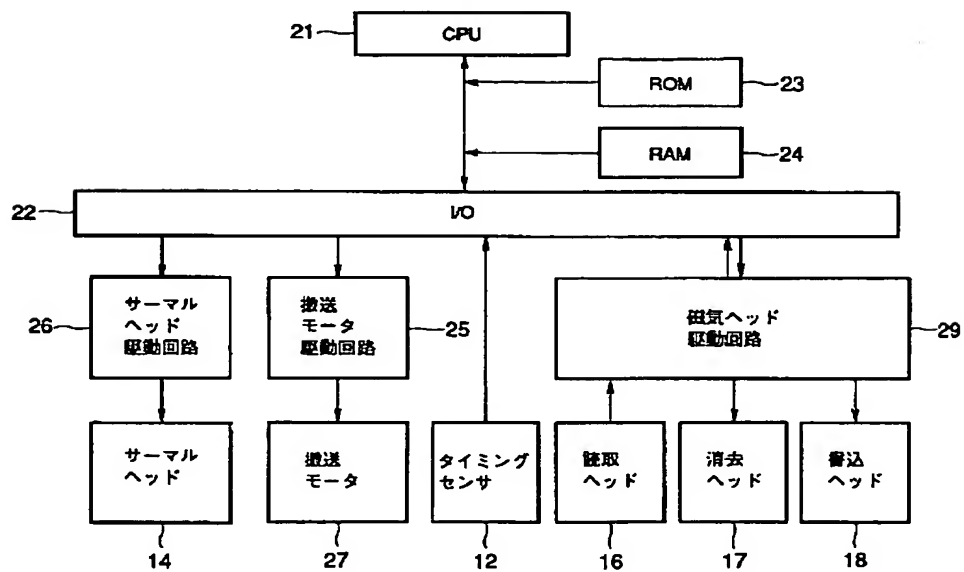 21
CPU
ROM
23
RAM
24
22
I/O
26
サーマル
ヘッド
駆動回路
搬送
モータ
駆動回路
25
磁気ヘッド
駆動回路
29
サーマル
ヘッド
搬送
モータ
タイミング
センサ
読取
ヘッド
消去
ヘッド
書込
ヘッド
14
27
12
16
17
18